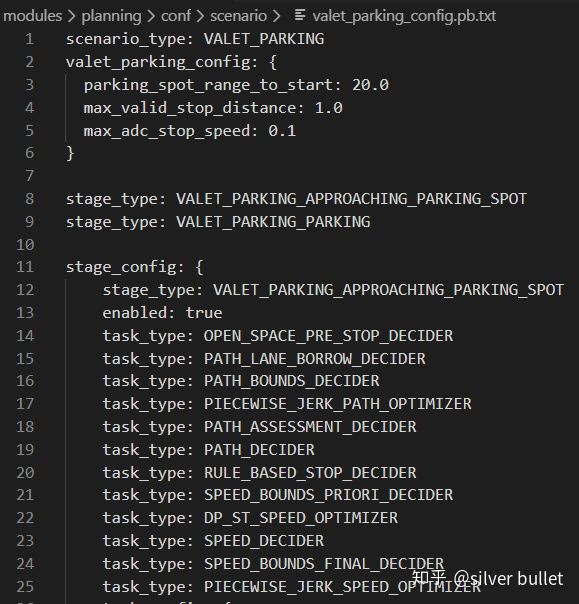 modules > planning > conf > scenario > valet_parking_config.pb.txt
1 scenario_type: VALET_PARKING
2 valet_parking_config: {
3 parking_spot_range_to_start: 20.0
4 max_valid_stop_distance: 1.0
5 max_adc_stop_speed: 0.1
6 }
7
8 stage_type: VALET_PARKING_APPROACHING_PARKING_SPOT
9 stage_type: VALET_PARKING_PARKING
10
11 stage_config: {
12 stage_type: VALET_PARKING_APPROACHING_PARKING_SPOT
13 enabled: true
14 task_type: OPEN_SPACE_PRE_STOP_DECIDER
15 task_type: PATH_LANE_BORROW_DECIDER
16 task_type: PATH_BOUNDS_DECIDER
17 task_type: PIECEWISE_JERK_PATH_OPTIMIZER
18 task_type: PATH_ASSESSMENT_DECIDER
19 task_type: PATH_DECIDER
20 task_type: RULE_BASED_STOP_DECIDER
21 task_type: SPEED_BOUNDS_PRIORI_DECIDER
22 task_type: DP_ST_SPEED_OPTIMIZER
23 task_type: SPEED_DECIDER
24 task_type: SPEED_BOUNDS_FINAL_DECIDER
25 task_type: PIECEWISE_JERK_SPEED_OPTIMIZER
知乎 @silver bullet